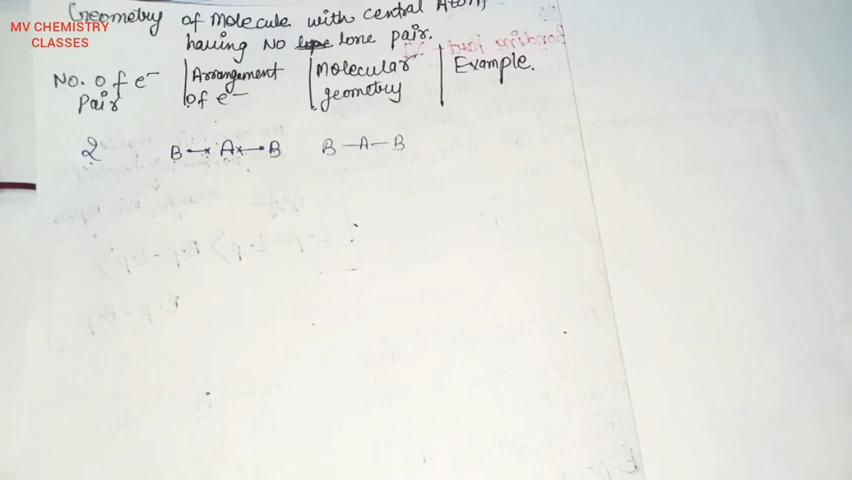 Geometry of Molecule with central Atom
having NO lone pair.
MV CHEMISTRY
CLASSES
No. of e⁻ Pair | Arrangement of e⁻ | Molecular geometry | Example.
2 B A B B—A—B